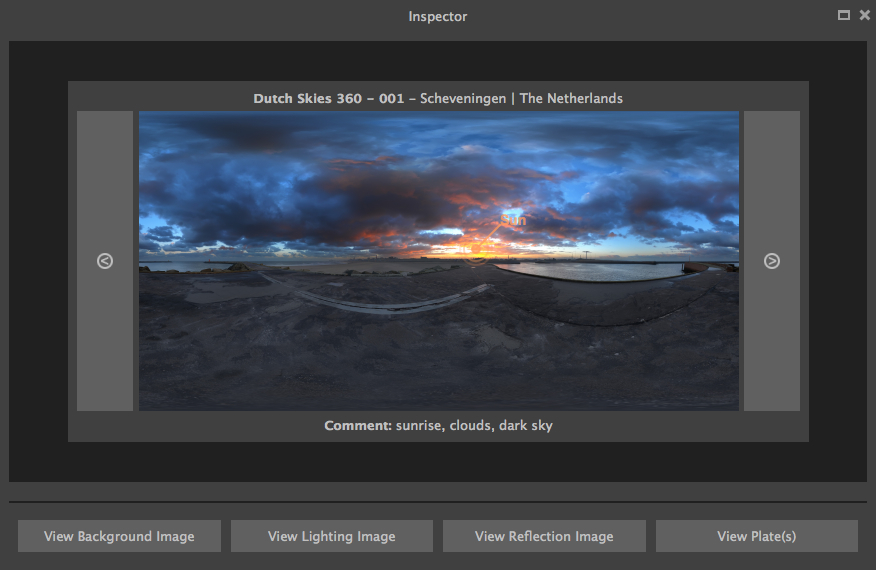 Inspector
Dutch Skies 360 – 001 – Scheveningen | The Netherlands
Sun
Comment: sunrise, clouds, dark sky
View Background Image
View Lighting Image
View Reflection Image
View Plate(s)